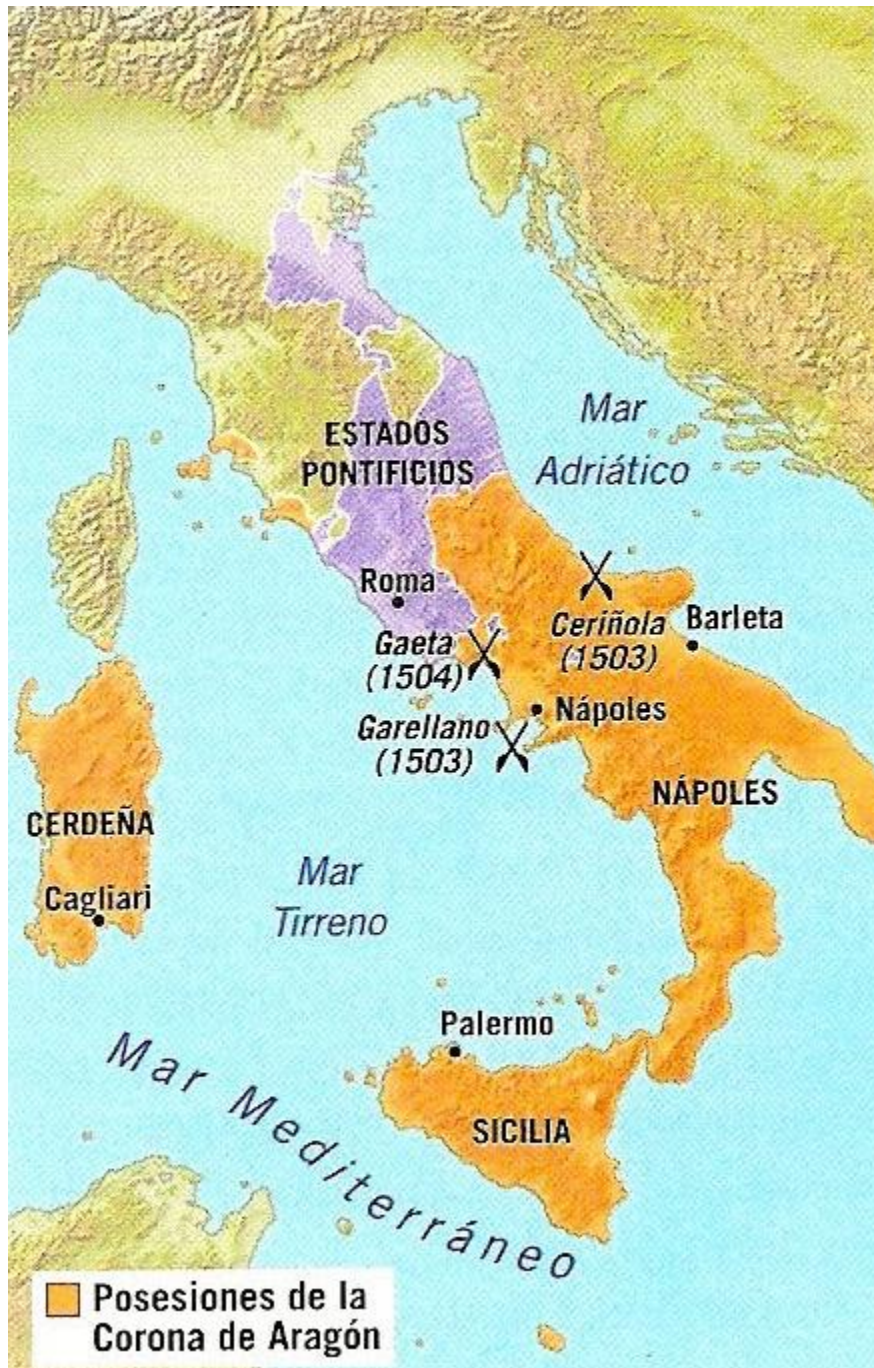 Mar
Adriático
ESTADOS
PONTIFICIOS
Roma
Gaeta
(1504)
Ceriñola
(1503)
Barleta
Garellano
(1503)
Nápoles
NÁPOLES
CERDEÑA
Cagliari
Mar
Tirreno
Palermo
SICILIA
Mar Mediterráneo
Posesiones de la
Corona de Aragón